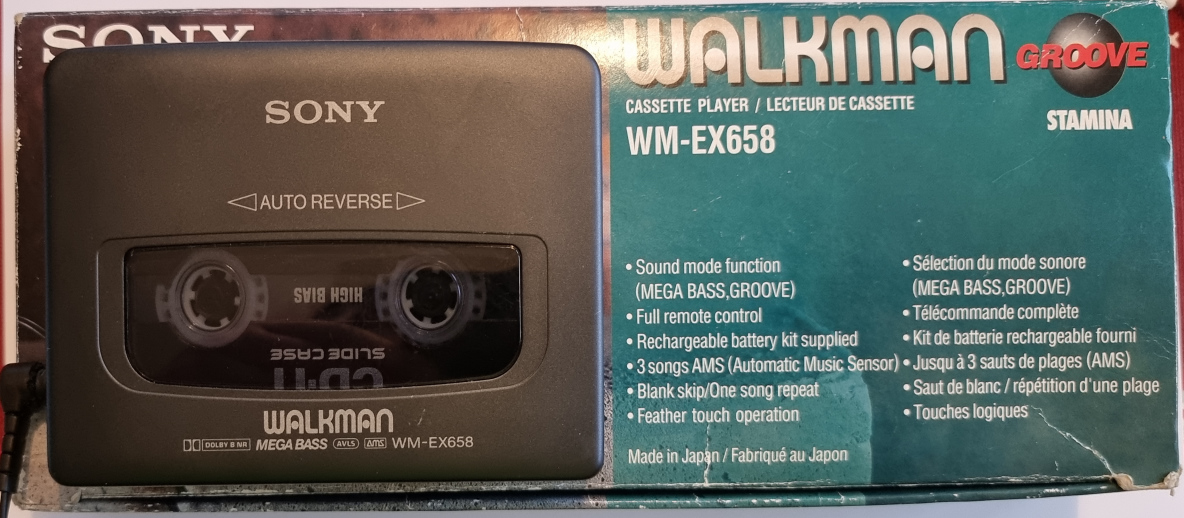 SONY
SONY
◁AUTO REVERSE▷
HIGH BIAS
SLIDE CASE
CD-IT
WALKMAN
DOLBY B NR MEGA BASS AVLS AMS WM-EX658
WALKMAN
GROOVE
STAMINA
CASSETTE PLAYER / LECTEUR DE CASSETTE
WM-EX658
• Sound mode function
(MEGA BASS,GROOVE)
• Full remote control
• Rechargeable battery kit supplied
• 3 songs AMS (Automatic Music Sensor)
• Blank skip/One song repeat
• Feather touch operation
• Sélection du mode sonore
(MEGA BASS,GROOVE)
• Télécommande complète
• Kit de batterie rechargeable fourni
• Jusqu à 3 sauts de plages (AMS)
• Saut de blanc / répétition d'une plage
• Touches logiques
Made in Japan / Fabriqué au Japon